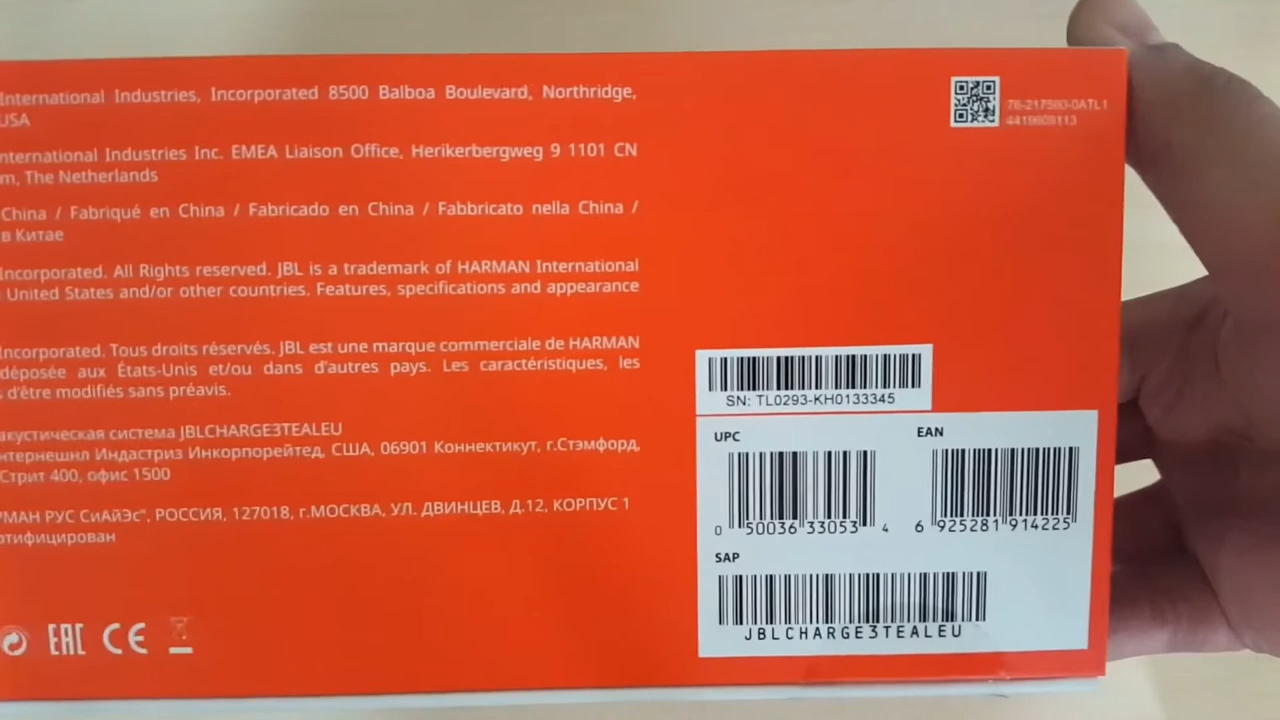 International Industries, Incorporated 8500 Balboa Boulevard, Northridge,
USA
nternational Industries Inc. EMEA Liaison Office, Herikerbergweg 9 1101 CN
m, The Netherlands
China / Fabriqué en China / Fabricado en China / Fabbricato nella China /
в Китае
Incorporated. All Rights reserved. JBL is a trademark of HARMAN International
United States and/or other countries. Features, specifications and appearance
Incorporated. Tous droits réservés. JBL est une marque commerciale de HARMAN
déposée aux États-Unis et/ou dans d'autres pays. Les caractéristiques, les
d'être modifiés sans préavis.
акустическая система JBLCHARGE3TEALEU
нтернешнл Индастриз Инкорпорейтед, США, 06901 Коннектикут, г.Стэмфорд,
Стрит 400, офис 1500
РМАН РУС СиАйЭс", РОССИЯ, 127018, г.МОСКВА, УЛ. ДВИНЦЕВ, Д.12, КОРПУС 1
ртифицирован
EAC CE
SN: TL0293-KH0133345
UPC
0 50036 33053 4
EAN
6 925281 914225
SAP
JBLCHARGE3TEALEU